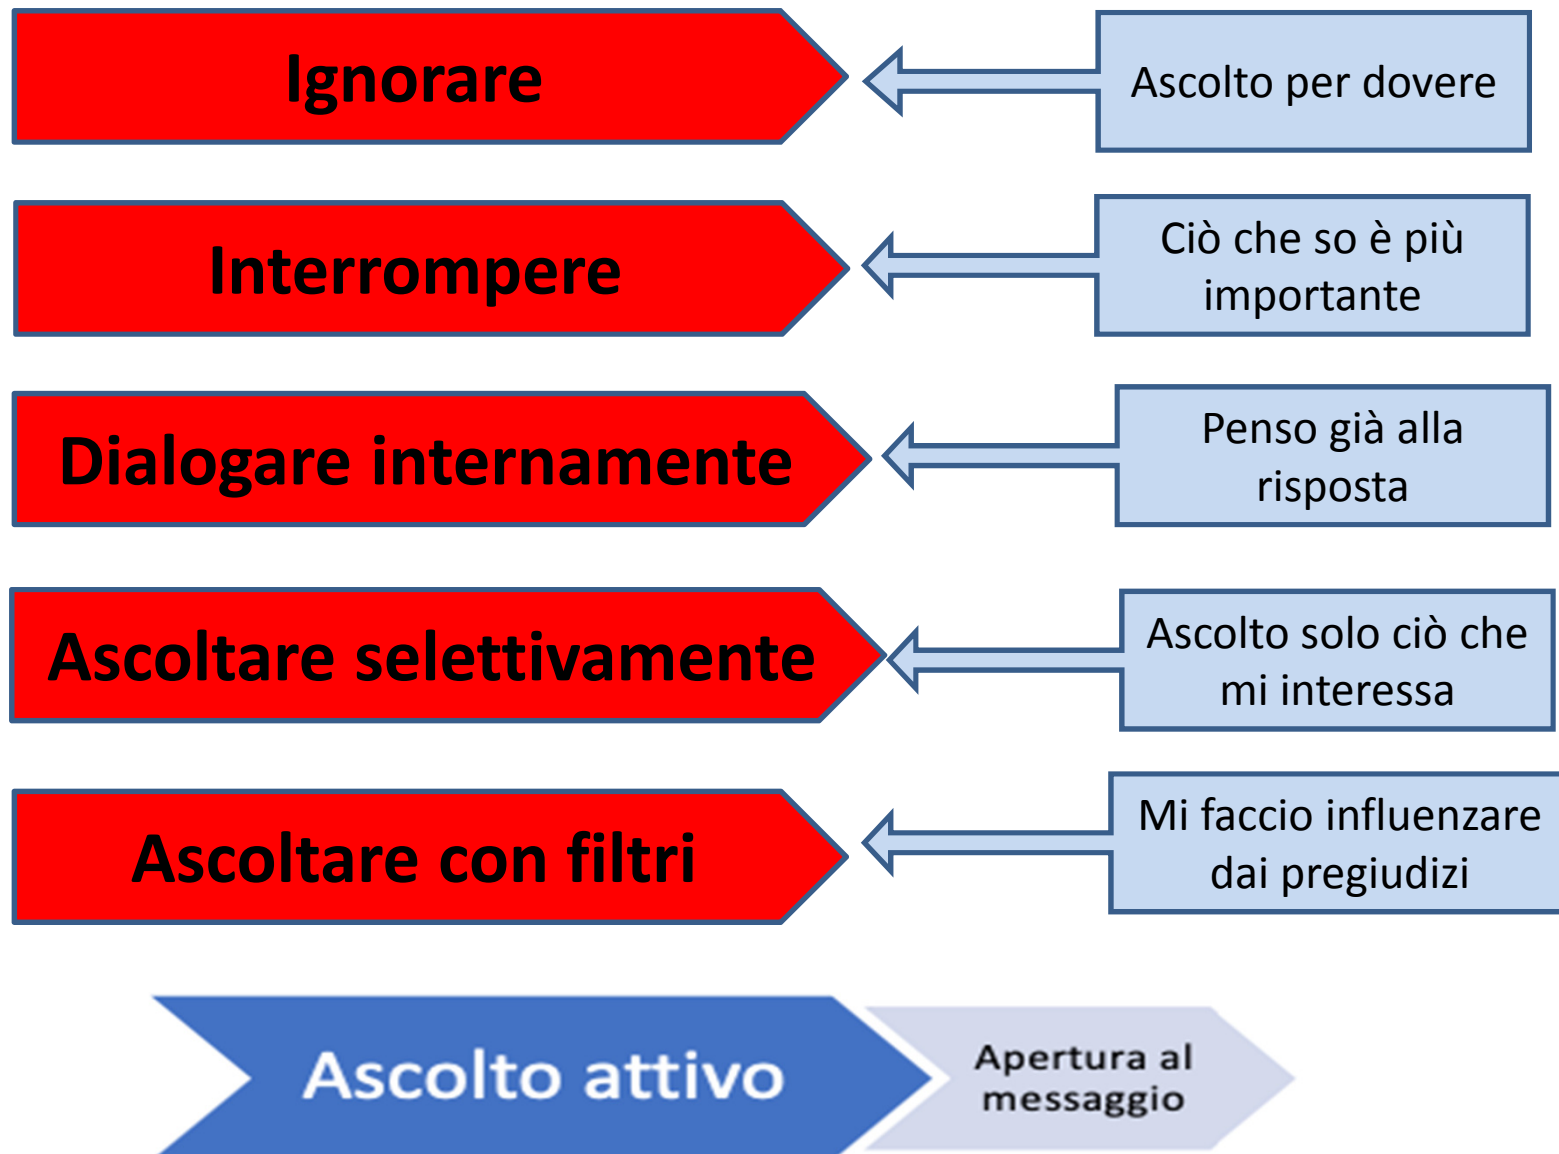 Ignorare
Ascolto per dovere
Interrompere
Ciò che so è più
importante
Dialogare internamente
Penso già alla
risposta
Ascoltare selettivamente
Ascolto solo ciò che
mi interessa
Ascoltare con filtri
Mi faccio influenzare
dai pregiudizi
Ascolto attivo
Apertura al
messaggio